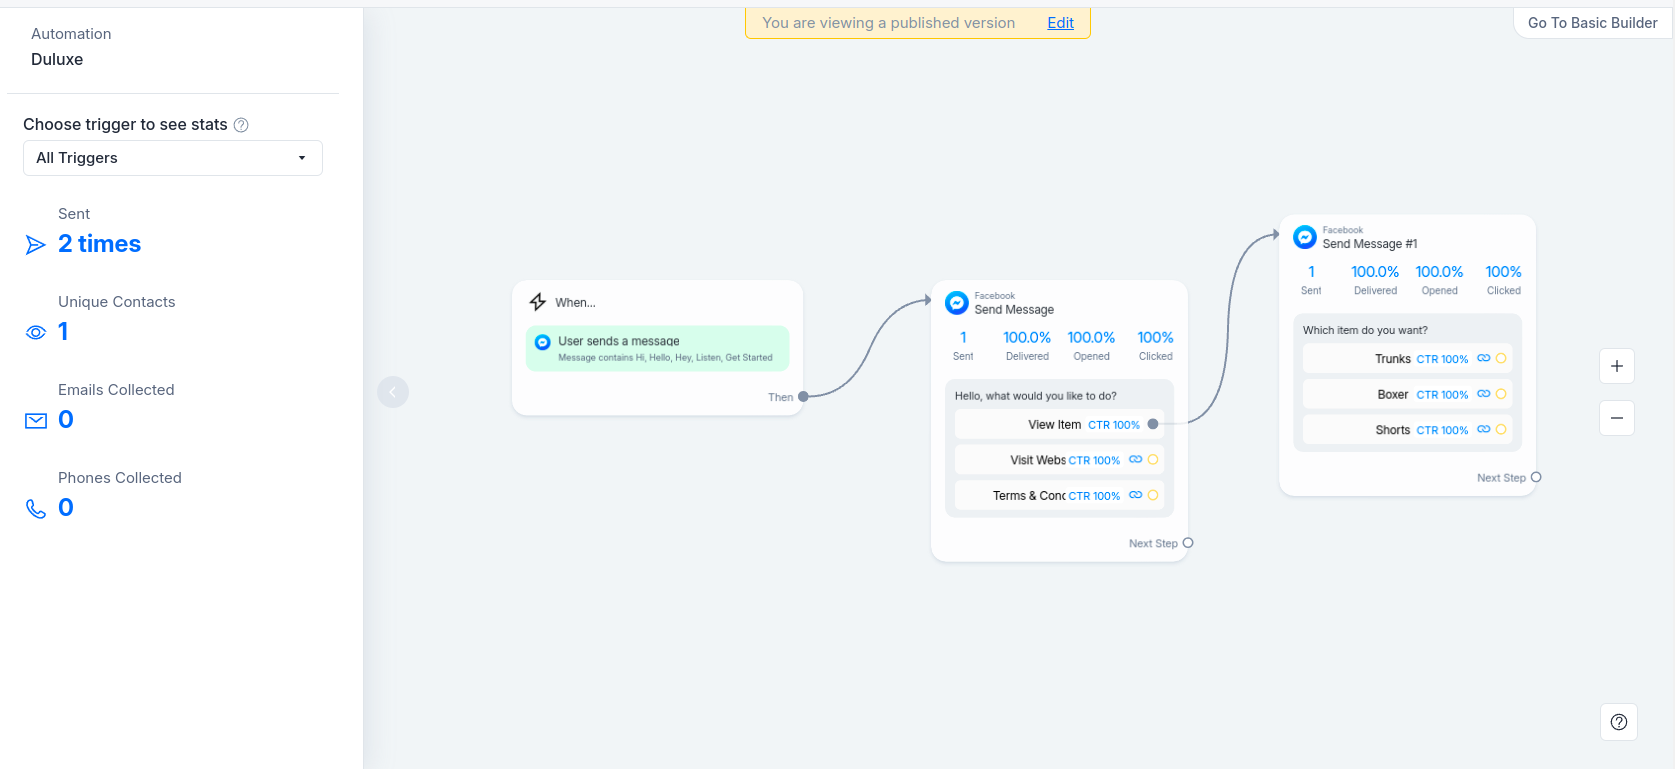 You are viewing a published version Edit
Go To Basic Builder
Automation
Duluxe
Choose trigger to see stats
All Triggers
Sent
2 times
Unique Contacts
1
Emails Collected
0
Phones Collected
0
When...
User sends a message
Message contains Hi, Hello, Hey, Listen, Get Started
Then
Facebook
Send Message
1 100.0% 100.0% 100%
Sent Delivered Opened Clicked
Hello, what would you like to do?
View Item CTR 100%
Visit Webs CTR 100%
Terms & Conc CTR 100%
Next Step
Facebook
Send Message #1
1 100.0% 100.0% 100%
Sent Delivered Opened Clicked
Which item do you want?
Trunks CTR 100%
Boxer CTR 100%
Shorts CTR 100%
Next Step